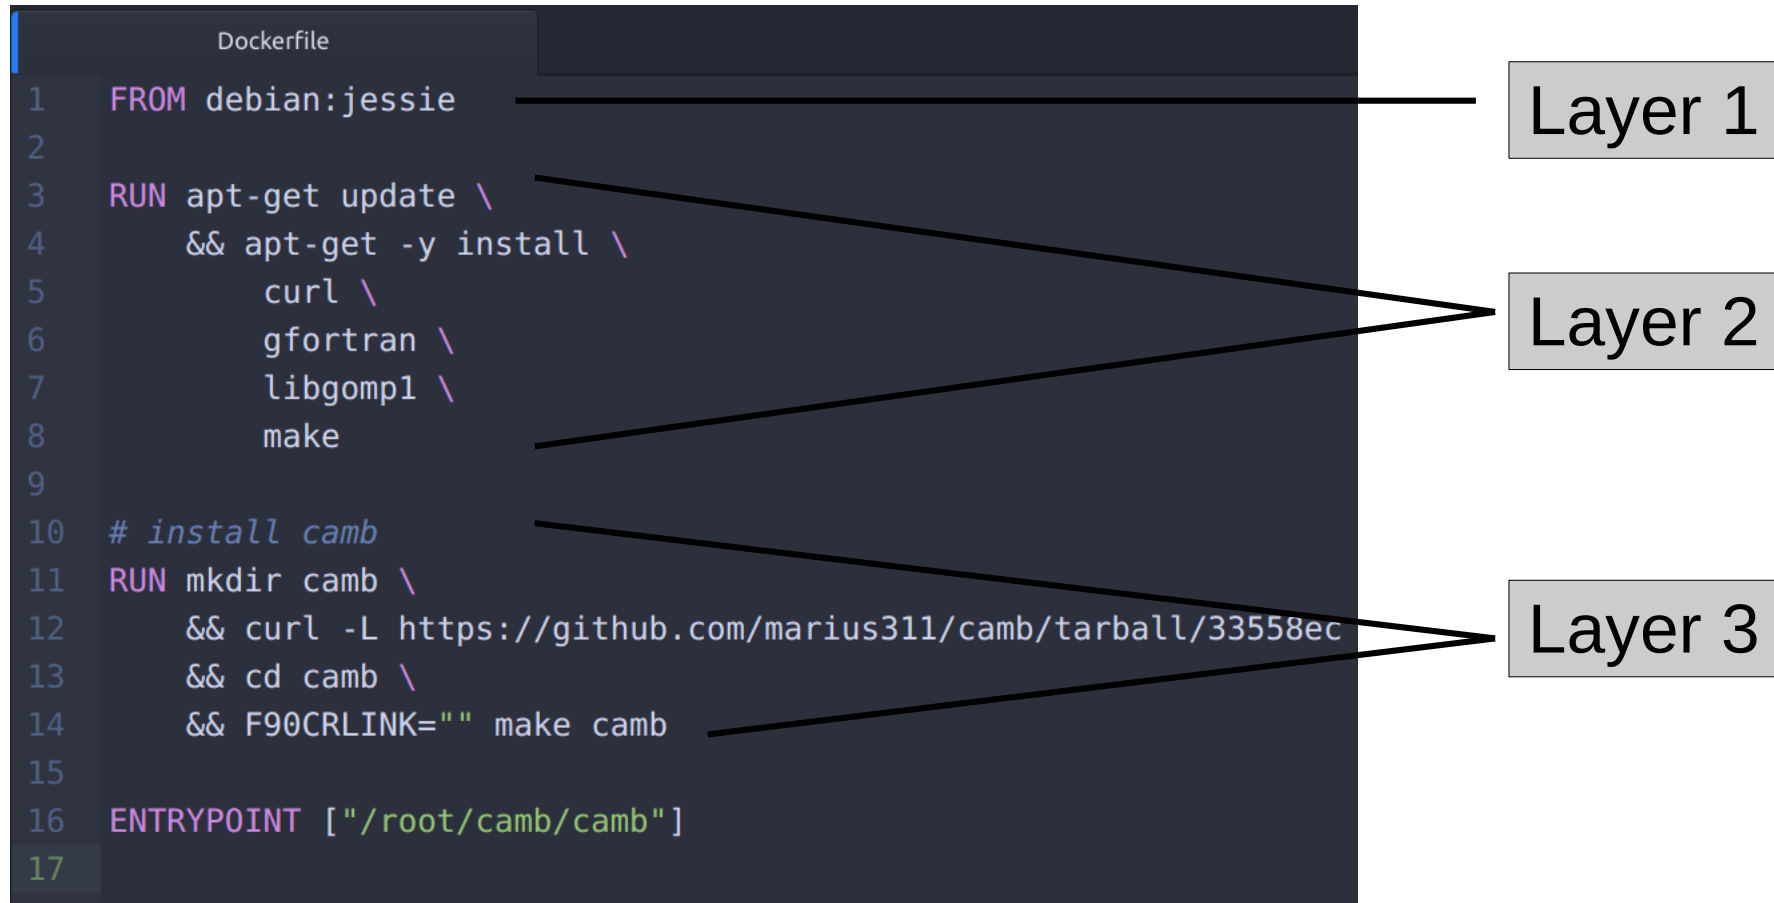 Dockerfile
1 FROM debian:jessie
2
3 RUN apt-get update \
4 && apt-get -y install \
5 curl \
6 gfortran \
7 libgomp1 \
8 make
9
10 # install camb
11 RUN mkdir camb \
12 && curl -L https://github.com/marius311/camb/tarball/33558ec
13 && cd camb \
14 && F90CRLINK="" make camb
15
16 ENTRYPOINT ["/root/camb/camb"]
17
Layer 1
Layer 2
Layer 3